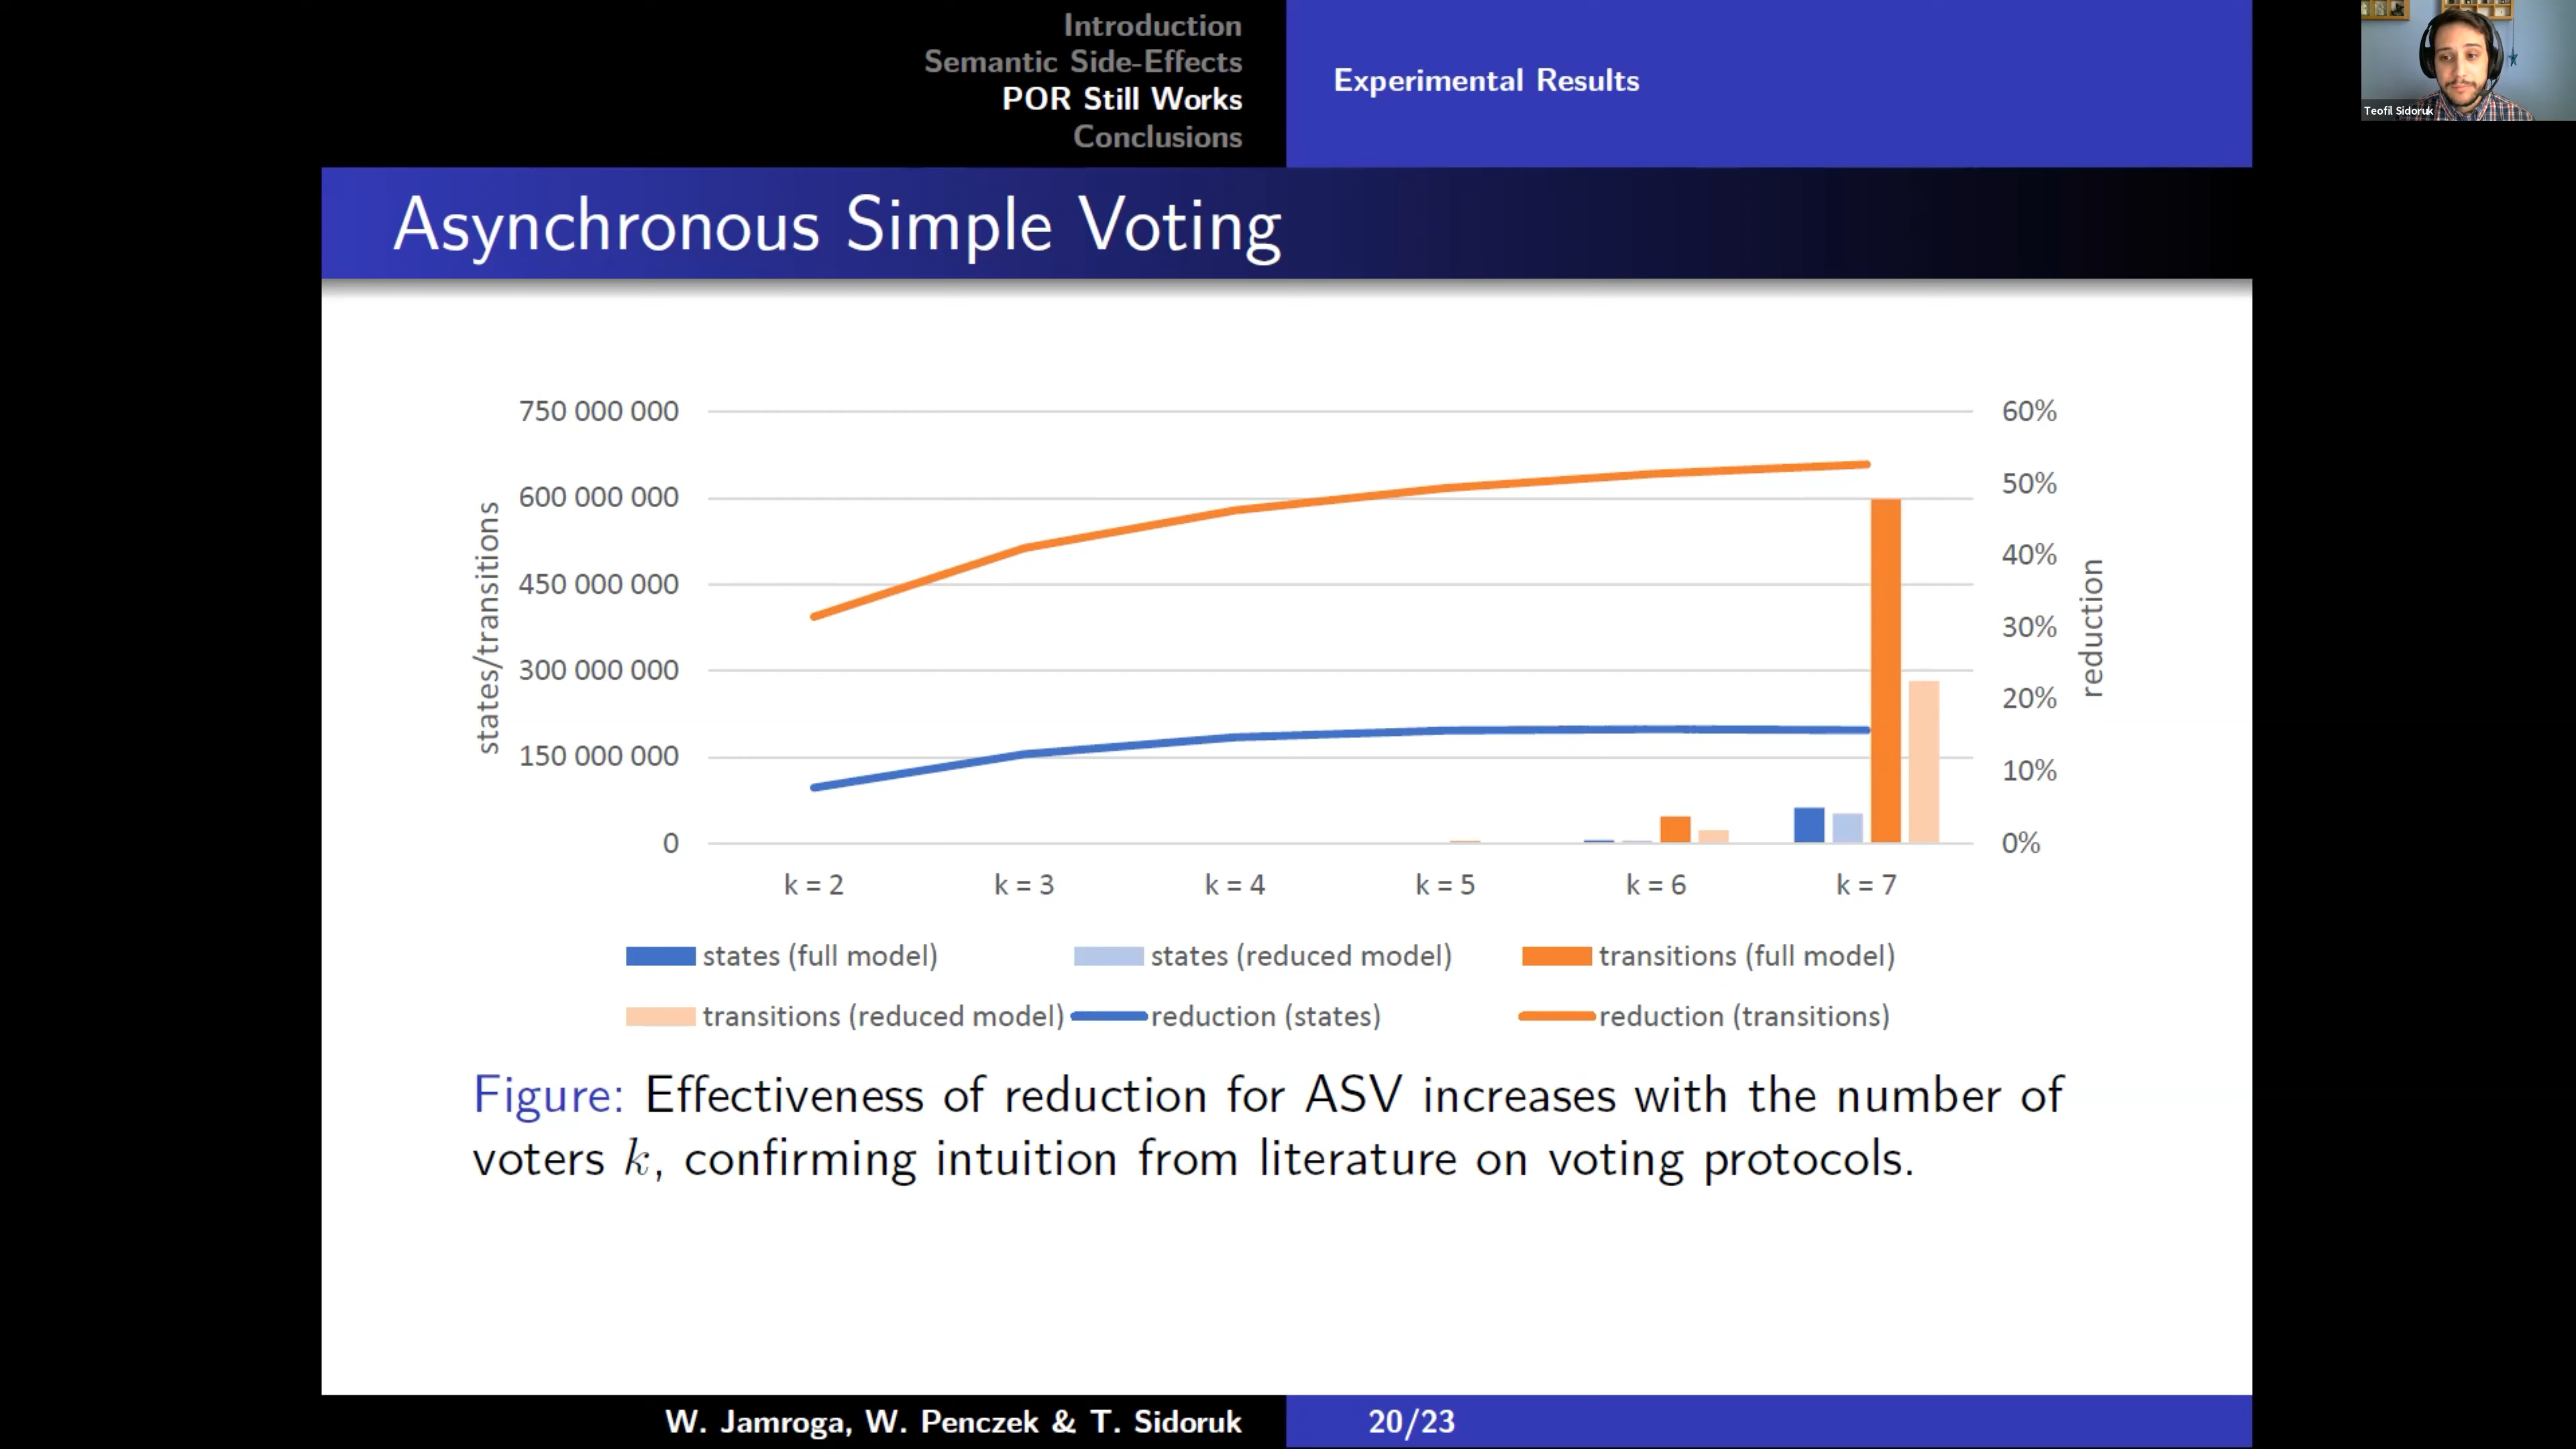 Introduction
Semantic Side-Effects
POR Still Works
Conclusions
Experimental Results
Teofil Sidoruk
Asynchronous Simple Voting
750 000 000
600 000 000
450 000 000
300 000 000
150 000 000
0
states/transitions
60%
50%
40%
30%
20%
10%
0%
reduction
k = 2
k = 3
k = 4
k = 5
k = 6
k = 7
states (full model)
states (reduced model)
transitions (full model)
transitions (reduced model)
reduction (states)
reduction (transitions)
Figure: Effectiveness of reduction for ASV increases with the number of
voters k, confirming intuition from literature on voting protocols.
W. Jamroga, W. Penczek & T. Sidoruk
20/23